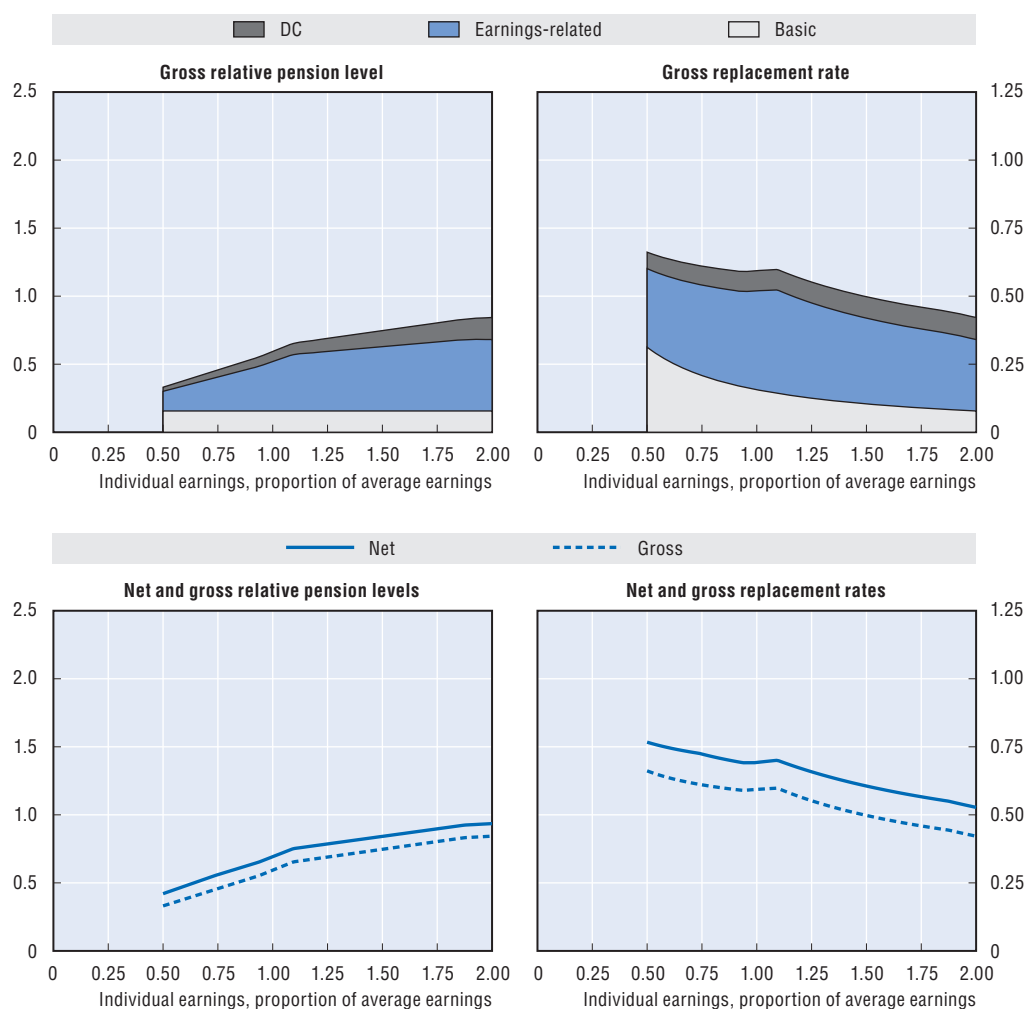 DC Earnings-related Basic
Gross relative pension level
2.5
2.0
1.5
1.0
0.5
0
0 0.25 0.50 0.75 1.00 1.25 1.50 1.75 2.00
Individual earnings, proportion of average earnings
Gross replacement rate
1.25
1.00
0.75
0.50
0.25
0
0 0.25 0.50 0.75 1.00 1.25 1.50 1.75 2.00
Individual earnings, proportion of average earnings
Net Gross
Net and gross relative pension levels
2.5
2.0
1.5
1.0
0.5
0
0 0.25 0.50 0.75 1.00 1.25 1.50 1.75 2.00
Individual earnings, proportion of average earnings
Net and gross replacement rates
1.25
1.00
0.75
0.50
0.25
0
0 0.25 0.50 0.75 1.00 1.25 1.50 1.75 2.00
Individual earnings, proportion of average earnings